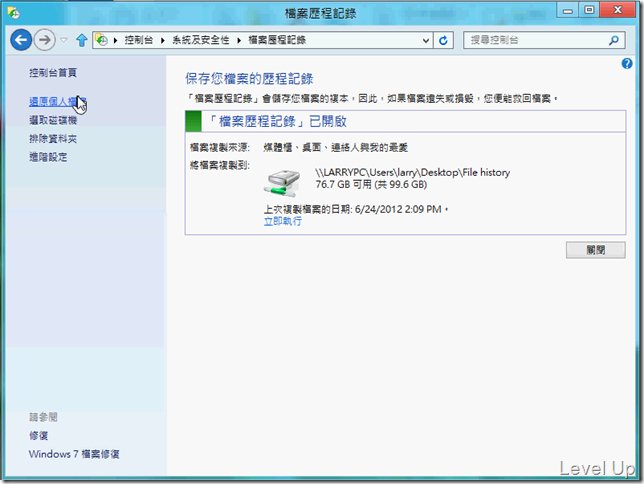 檔案歷程記錄
控制台 ▸ 系統及安全性 ▸ 檔案歷程記錄
搜尋控制台
控制台首頁
還原個人檔案
選取磁碟機
排除資料夾
進階設定
保存您檔案的歷程記錄
「檔案歷程記錄」會儲存您檔案的複本，因此，如果檔案遺失或損毀，您便能救回檔案。
「檔案歷程記錄」已開啟
檔案複製來源: 媒體櫃、桌面、連絡人與我的最愛
將檔案複製到:
\\LARRYPC\Users\larry\Desktop\File history
76.7 GB 可用 (共 99.6 GB)
上次複製檔案的日期: 6/24/2012 2:09 PM。
立即執行
關閉
請參閱
修復
Windows 7 檔案修復
Level Up